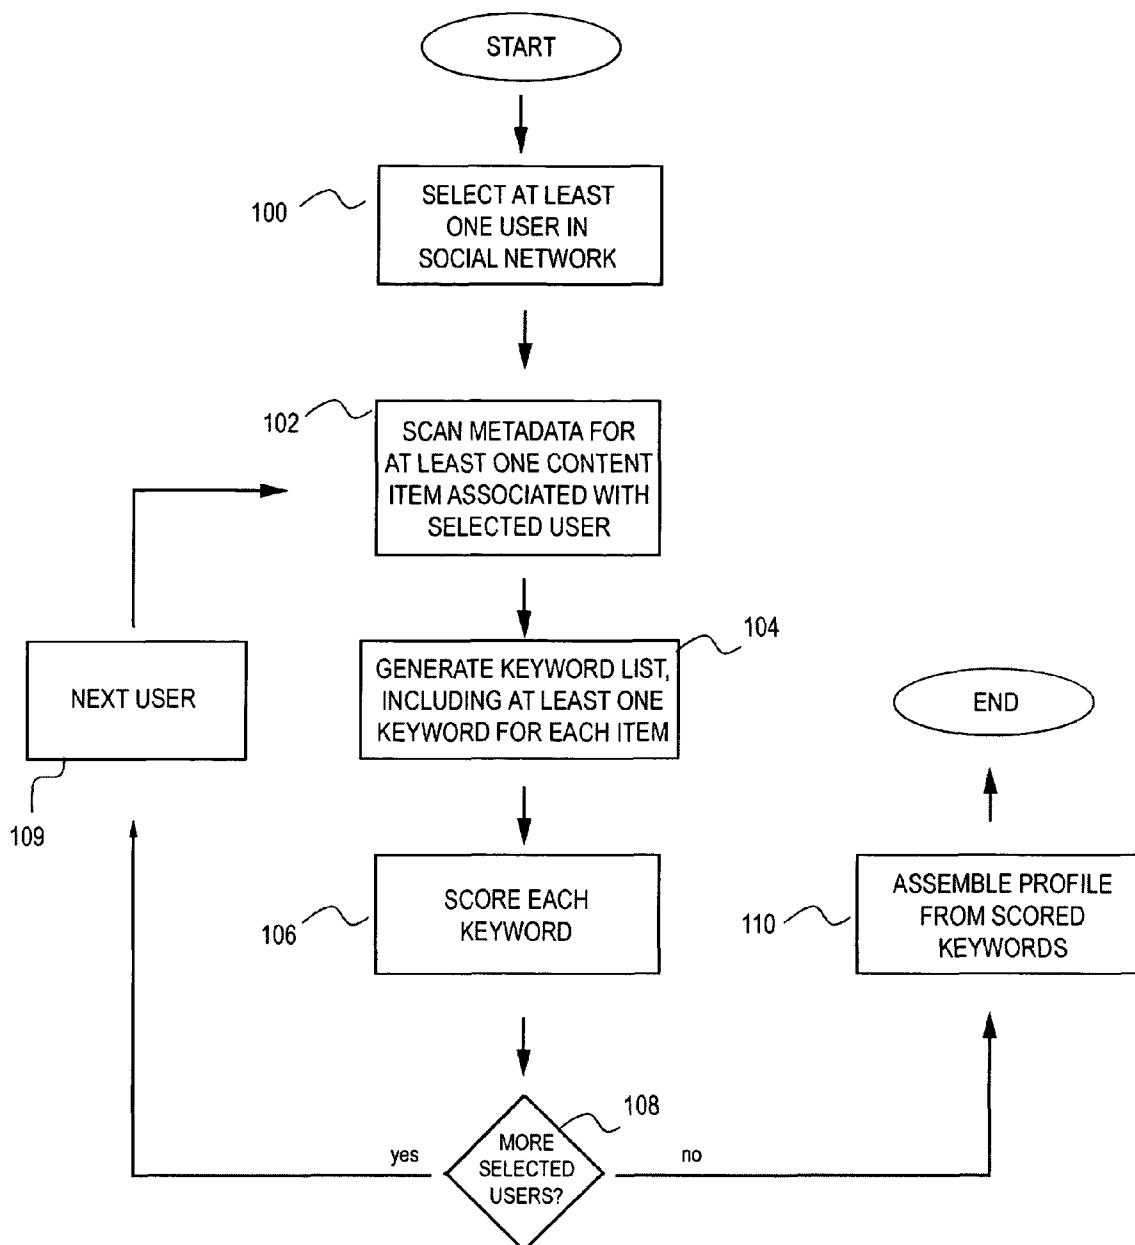 START
100
SELECT AT LEAST
ONE USER IN
SOCIAL NETWORK
102
SCAN METADATA FOR
AT LEAST ONE CONTENT
ITEM ASSOCIATED WITH
SELECTED USER
104
GENERATE KEYWORD LIST,
INCLUDING AT LEAST ONE
KEYWORD FOR EACH ITEM
NEXT USER
109
END
106
SCORE EACH
KEYWORD
110
ASSEMBLE PROFILE
FROM SCORED
KEYWORDS
108
yes
MORE
SELECTED
USERS?
no